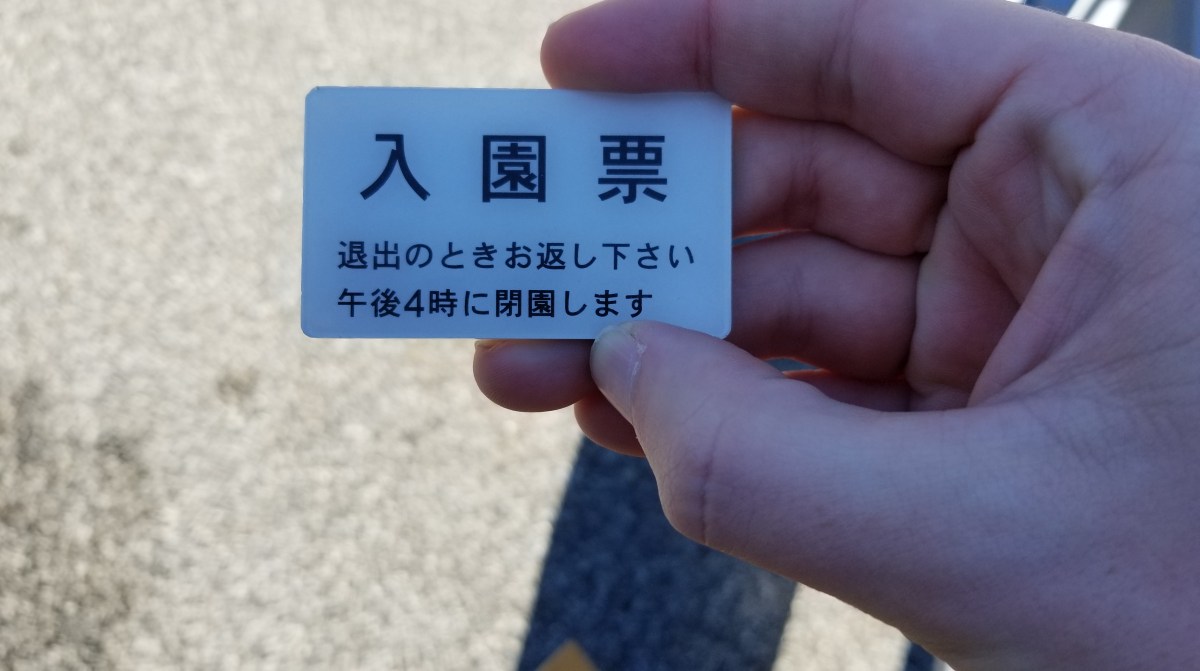 入園票
退出のときお返し下さい
午後4時に閉園します